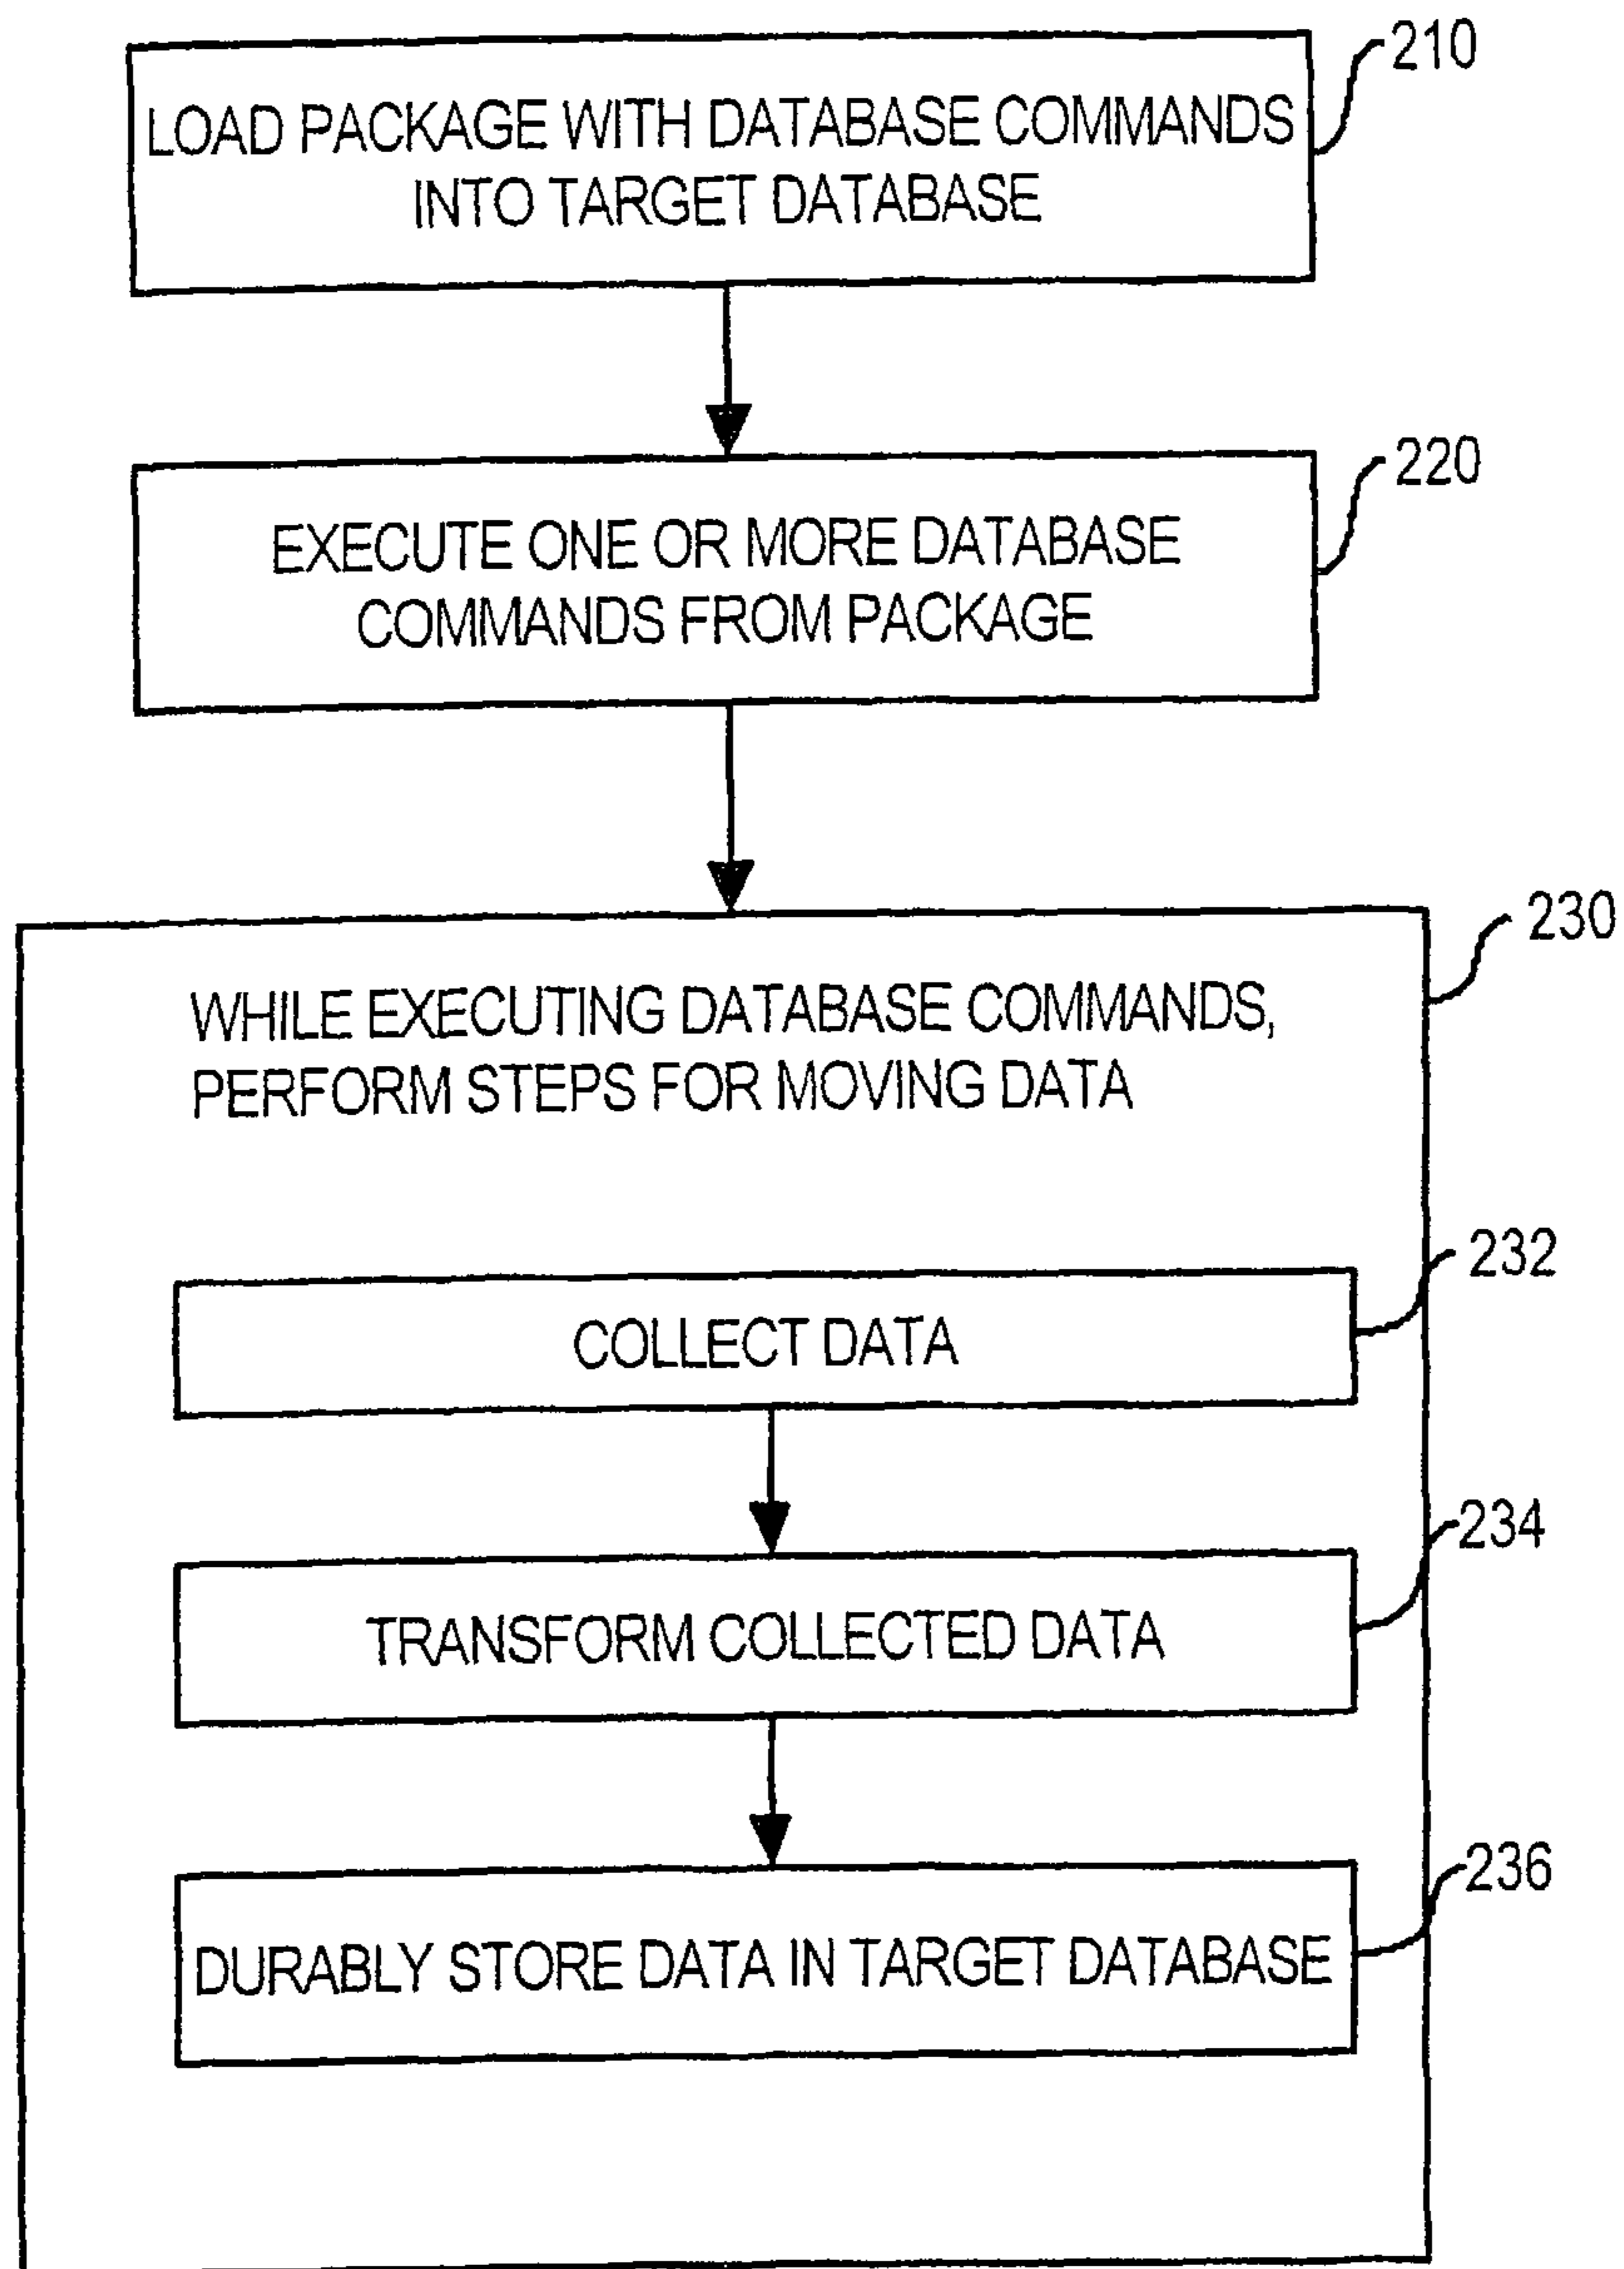 210
LOAD PACKAGE WITH DATABASE COMMANDS
INTO TARGET DATABASE
220
EXECUTE ONE OR MORE DATABASE
COMMANDS FROM PACKAGE
230
WHILE EXECUTING DATABASE COMMANDS,
PERFORM STEPS FOR MOVING DATA
232
COLLECT DATA
234
TRANSFORM COLLECTED DATA
236
DURABLY STORE DATA IN TARGET DATABASE